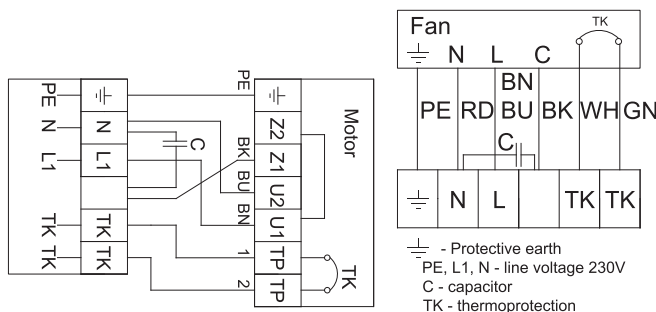 PE
N
L1
TK
TK
N
L1
TK
TK
C
PE
BK
BU
BN
1
2
Z2
Z1
U2
U1
TP
TP
Motor
TK
Fan
TK
N L C
BN
PE RD BU BK WH GN
C
N L TK TK
- Protective earth
PE, L1, N - line voltage 230V
C - capacitor
TK - thermoprotection